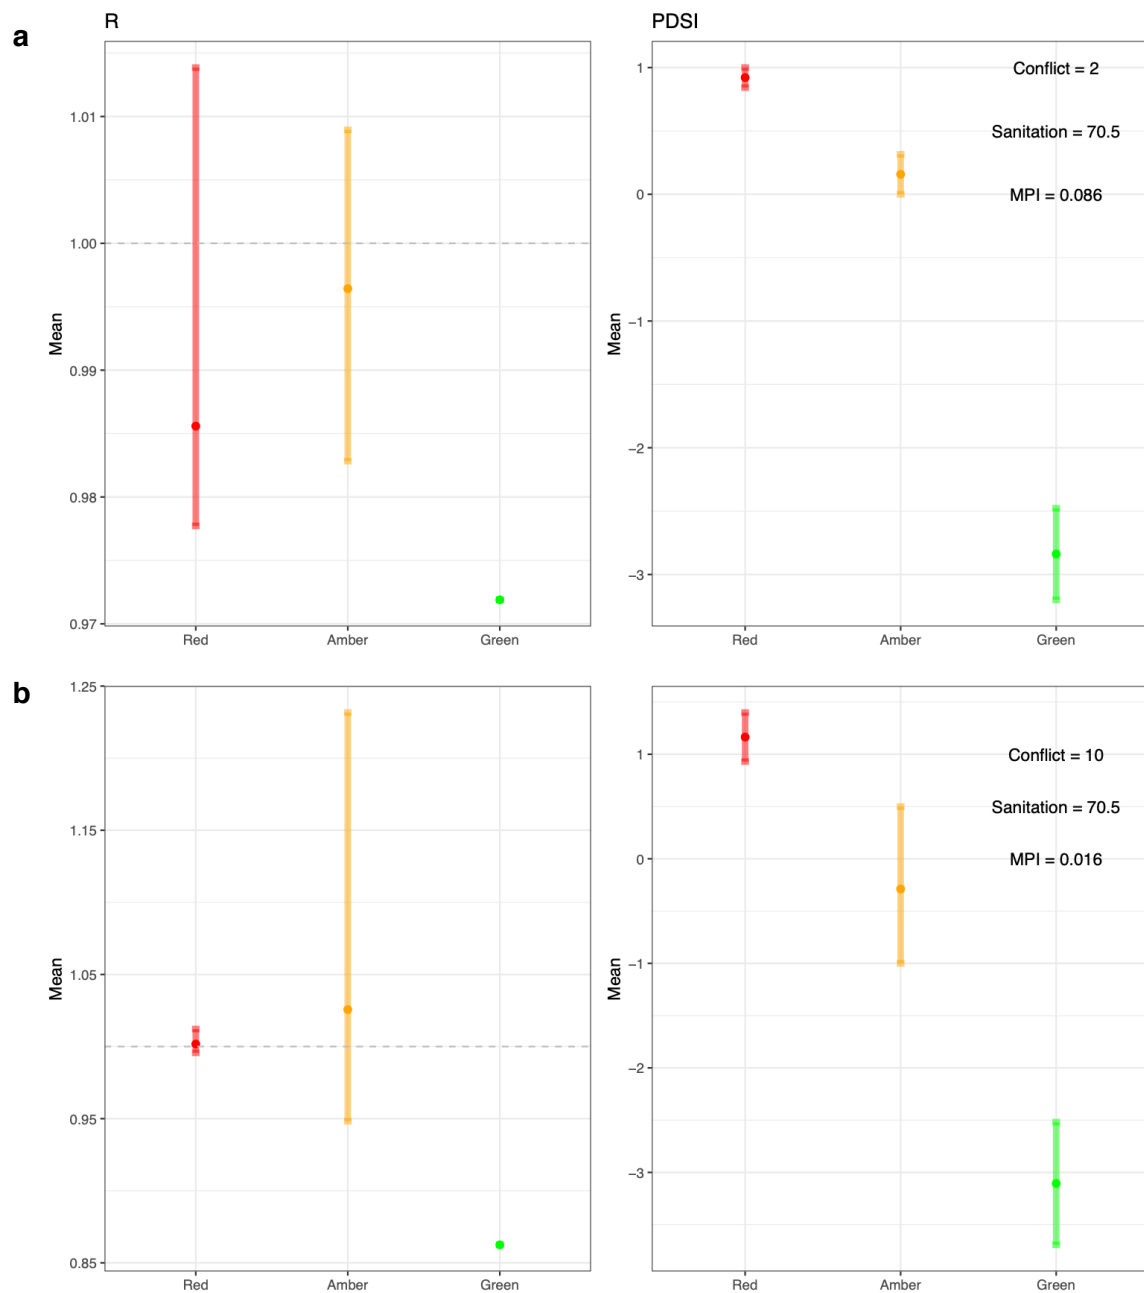 a
R
PDSI
1.01
1.00
0.99
0.98
0.97
Mean
Red
Amber
Green
1
0
−1
−2
−3
Mean
Conflict = 2
Sanitation = 70.5
MPI = 0.086
Red
Amber
Green
b
1.25
1.15
1.05
0.95
0.85
Mean
Red
Amber
Green
1
0
−1
−2
−3
Mean
Conflict = 10
Sanitation = 70.5
MPI = 0.016
Red
Amber
Green